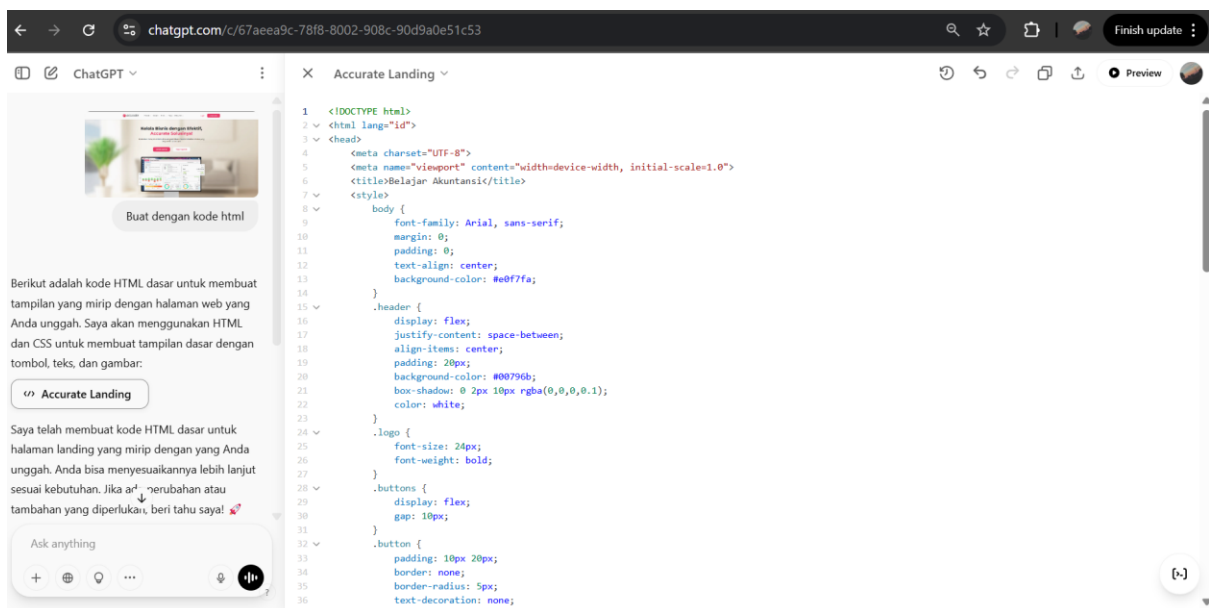 chatgpt.com/c/67aeea9c-78f8-8002-908c-90d9a0e51c53
Finish update
ChatGPT
Accurate Landing
Preview
Buat dengan kode html
Berikut adalah kode HTML dasar untuk membuat
tampilan yang mirip dengan halaman web yang
Anda unggah. Saya akan menggunakan HTML
dan CSS untuk membuat tampilan dasar dengan
tombol, teks, dan gambar:
Accurate Landing
Saya telah membuat kode HTML dasar untuk
halaman landing yang mirip dengan yang Anda
unggah. Anda bisa menyesuaikannya lebih lanjut
sesuai kebutuhan. Jika ada perubahan atau
tambahan yang diperlukan, beri tahu saya! 🚀
Ask anything
1 <!DOCTYPE html>
2 <html lang="id">
3 <head>
4 <meta charset="UTF-8">
5 <meta name="viewport" content="width=device-width, initial-scale=1.0">
6 <title>Belajar Akuntansi</title>
7 <style>
8 body {
9 font-family: Arial, sans-serif;
10 margin: 0;
11 padding: 0;
12 text-align: center;
13 background-color: #e0f7fa;
14 }
15 .header {
16 display: flex;
17 justify-content: space-between;
18 align-items: center;
19 padding: 20px;
20 background-color: #00796b;
21 box-shadow: 0 2px 10px rgba(0,0,0,0.1);
22 color: white;
23 }
24 .logo {
25 font-size: 24px;
26 font-weight: bold;
27 }
28 .buttons {
29 display: flex;
30 gap: 10px;
31 }
32 .button {
33 padding: 10px 20px;
34 border: none;
35 border-radius: 5px;
36 text-decoration: none;